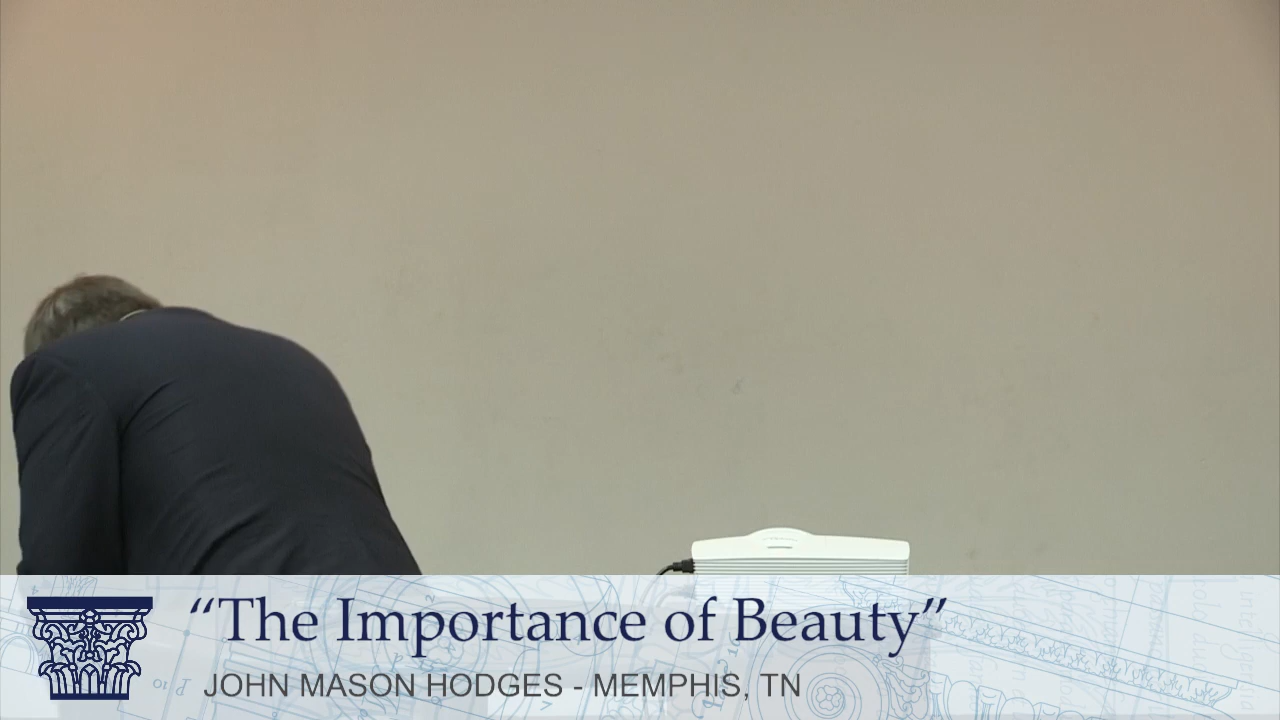 “The Importance of Beauty”
JOHN MASON HODGES - MEMPHIS, TN